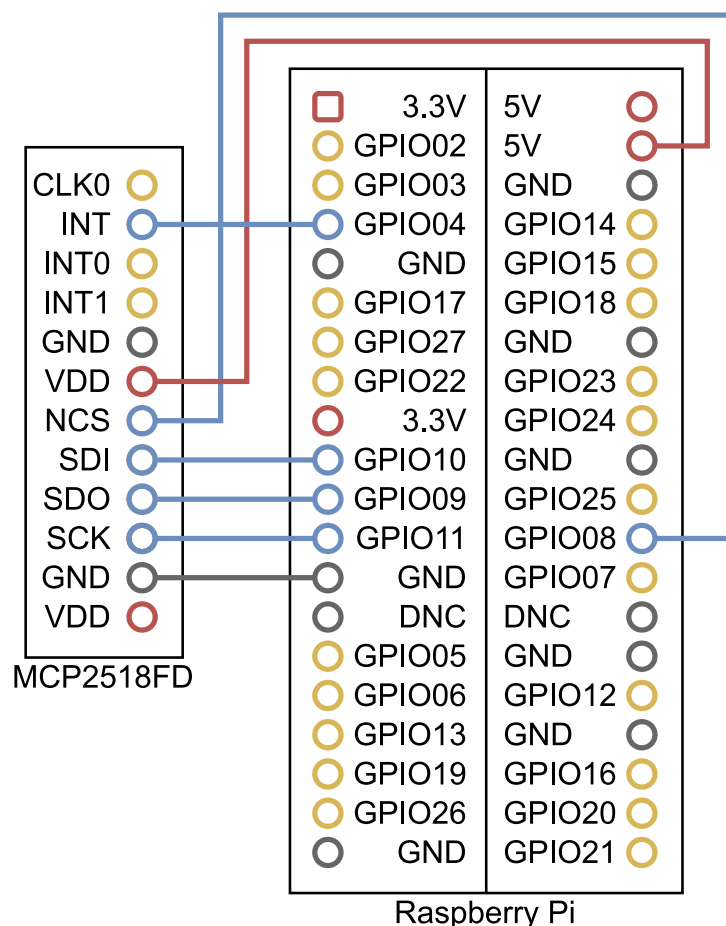 CLK0
INT
INT0
INT1
GND
VDD
NCS
SDI
SDO
SCK
GND
VDD
MCP2518FD
3.3V 5V
GPIO02 5V
GPIO03 GND
GPIO04 GPIO14
GND GPIO15
GPIO17 GPIO18
GPIO27 GND
GPIO22 GPIO23
3.3V GPIO24
GPIO10 GND
GPIO09 GPIO25
GPIO11 GPIO08
GND GPIO07
DNC DNC
GPIO05 GND
GPIO06 GPIO12
GPIO13 GND
GPIO19 GPIO16
GPIO26 GPIO20
GND GPIO21
Raspberry Pi